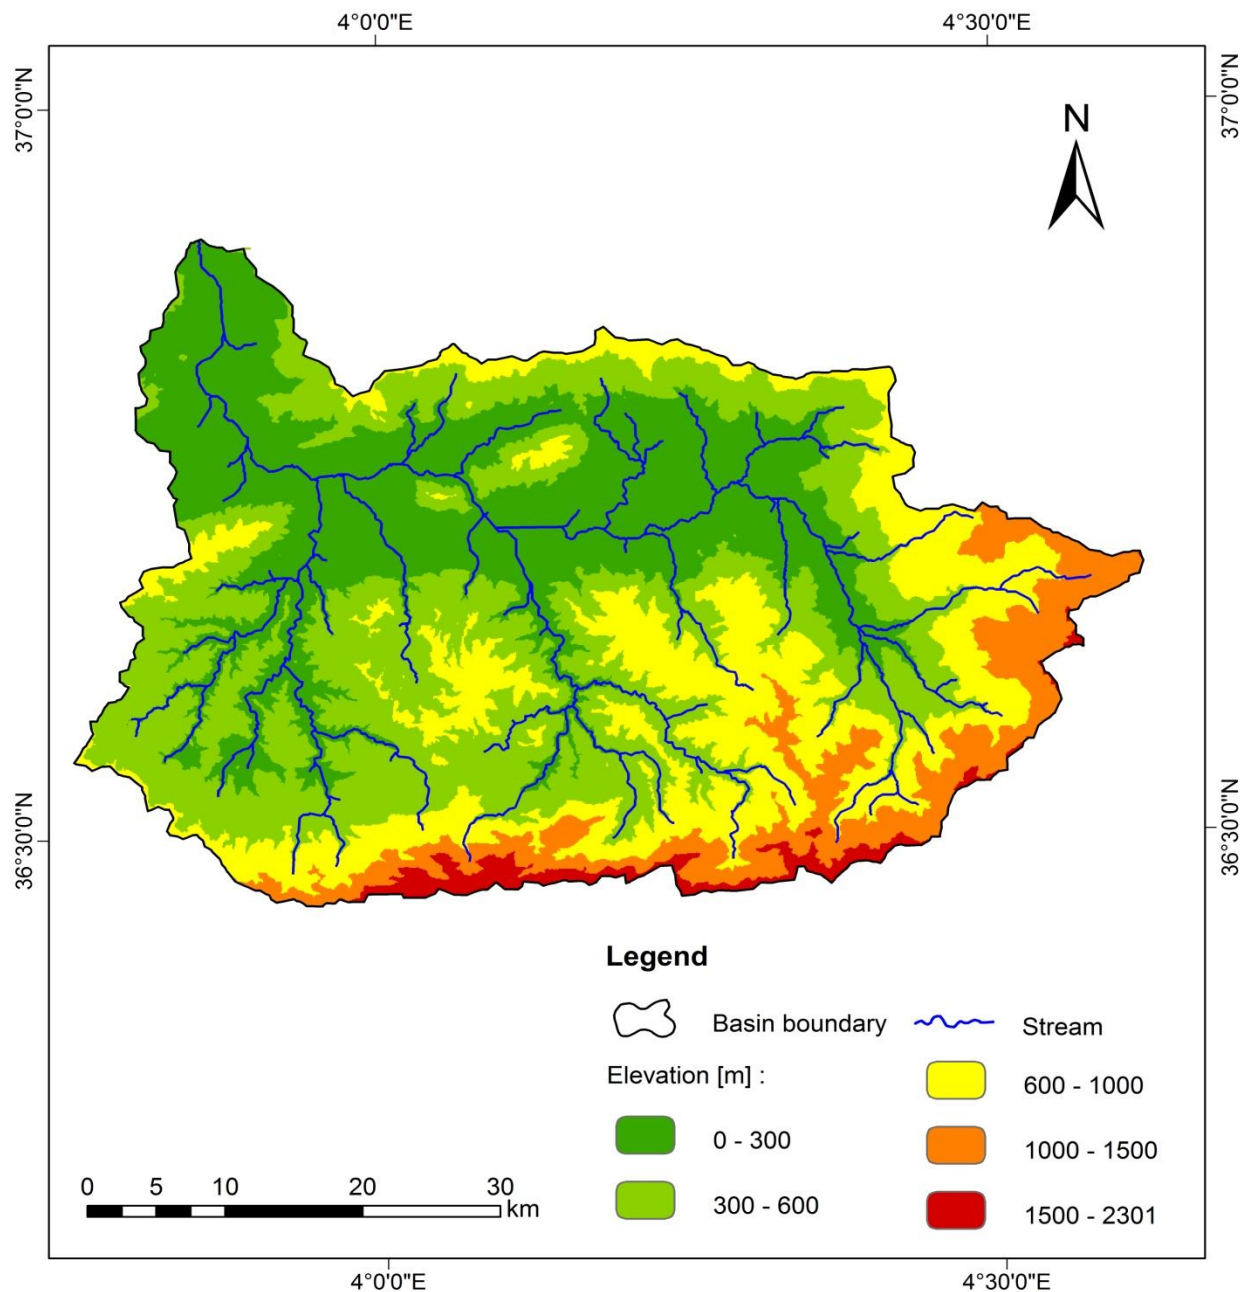 4°0'0"E 4°30'0"E
37°0'0"N 37°0'0"N
N
36°30'0"N 36°30'0"N
Legend
Basin boundary Stream
Elevation [m] :
600 - 1000
0 - 300
1000 - 1500
300 - 600
1500 - 2301
0 5 10 20 30
km
4°0'0"E 4°30'0"E